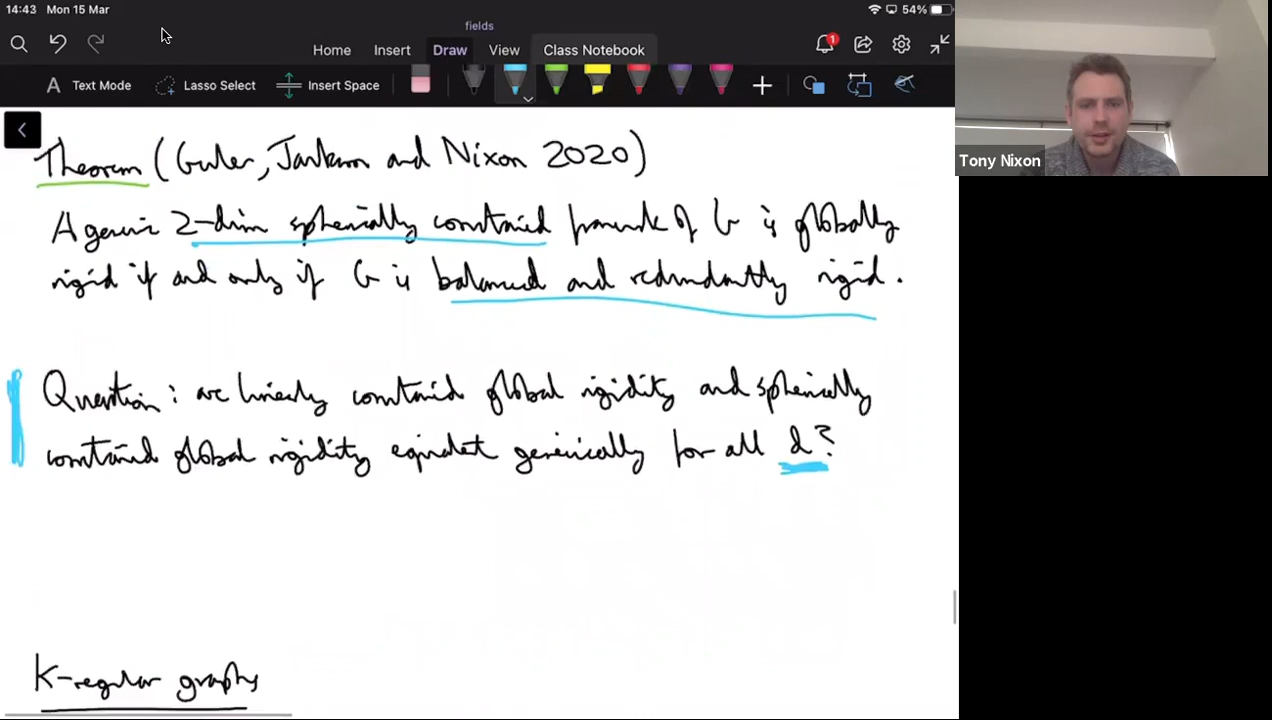 14:43 Mon 15 Mar
54%
fields
Home Insert Draw View Class Notebook
1
A Text Mode Lasso Select Insert Space
Tony Nixon
Theorem (Guler, Jackson and Nixon 2020)
A generic 2-dim spherically constrained framework of G is globally
rigid if and only if G is balanced and redundantly rigid.
Question: are linearly constrained global rigidity and spherically
constrained global rigidity equivalent generically for all d?
K-regular graphs